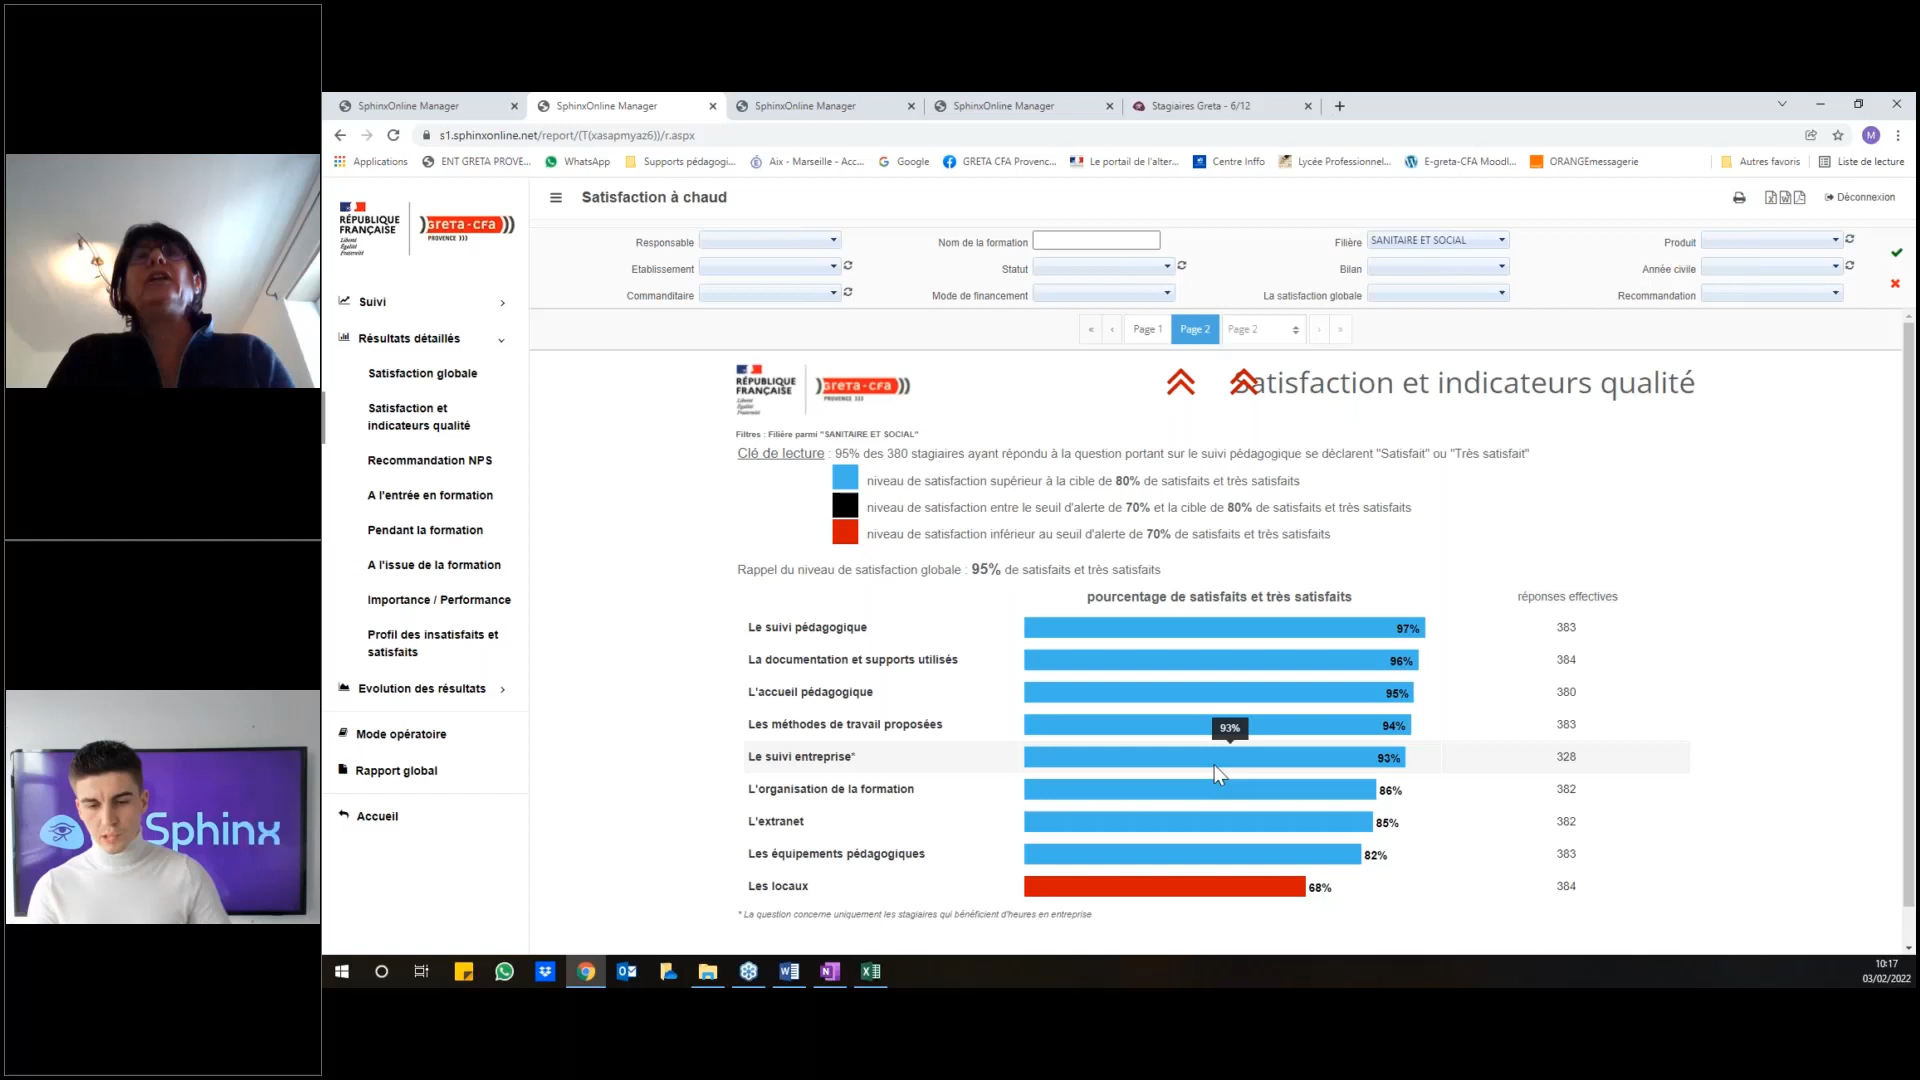 SphinxOnline Manager
SphinxOnline Manager
SphinxOnline Manager
SphinxOnline Manager
Stagiaires Greta - 6/12
s1.sphinxonline.net/report/(T(xasapmyaz6))/r.aspx
M
Applications
ENT GRETA PROVE...
WhatsApp
Supports pédagogi...
Aix - Marseille - Acc...
Google
GRETA CFA Provenc...
Le portail de l'alter...
Centre Inffo
Lycée Professionnel...
E-greta-CFA Moodl...
ORANGEmessagerie
Autres favoris
Liste de lecture
RÉPUBLIQUE
FRANÇAISE
Liberté
Égalité
Fraternité
GRETA-CFA
PROVENCE
Satisfaction à chaud
Déconnexion
Responsable
Nom de la formation
Filière SANITAIRE ET SOCIAL
Produit
Etablissement
Statut
Bilan
Année civile
Commanditaire
Mode de financement
La satisfaction globale
Recommandation
« ‹ Page 1 Page 2 Page 2 › »
Suivi
Résultats détaillés
Satisfaction globale
Satisfaction et
indicateurs qualité
Recommandation NPS
A l'entrée en formation
Pendant la formation
A l'issue de la formation
Importance / Performance
Profil des insatisfaits et
satisfaits
Evolution des résultats
Mode opératoire
Rapport global
Accueil
RÉPUBLIQUE
FRANÇAISE
Liberté
Égalité
Fraternité
GRETA-CFA
PROVENCE
Satisfaction et indicateurs qualité
Filtres : Filière parmi "SANITAIRE ET SOCIAL"
Clé de lecture : 95% des 380 stagiaires ayant répondu à la question portant sur le suivi pédagogique se déclarent "Satisfait" ou "Très satisfait"
niveau de satisfaction supérieur à la cible de 80% de satisfaits et très satisfaits
niveau de satisfaction entre le seuil d'alerte de 70% et la cible de 80% de satisfaits et très satisfaits
niveau de satisfaction inférieur au seuil d'alerte de 70% de satisfaits et très satisfaits
Rappel du niveau de satisfaction globale : 95% de satisfaits et très satisfaits
pourcentage de satisfaits et très satisfaits
réponses effectives
Le suivi pédagogique 97% 383
La documentation et supports utilisés 96% 384
L'accueil pédagogique 95% 380
Les méthodes de travail proposées 94% 383
93%
Le suivi entreprise* 93% 328
L'organisation de la formation 86% 382
L'extranet 85% 382
Les équipements pédagogiques 82% 383
Les locaux 68% 384
* La question concerne uniquement les stagiaires qui bénéficient d'heures en entreprise
10:17
03/02/2022
Sphinx